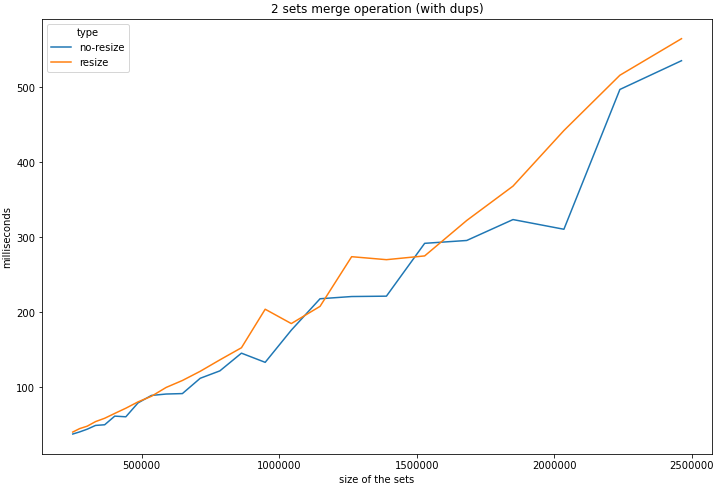 2 sets merge operation (with dups)
type
no-resize
resize
500
400
300
200
100
milliseconds
500000
1000000
1500000
2000000
2500000
size of the sets